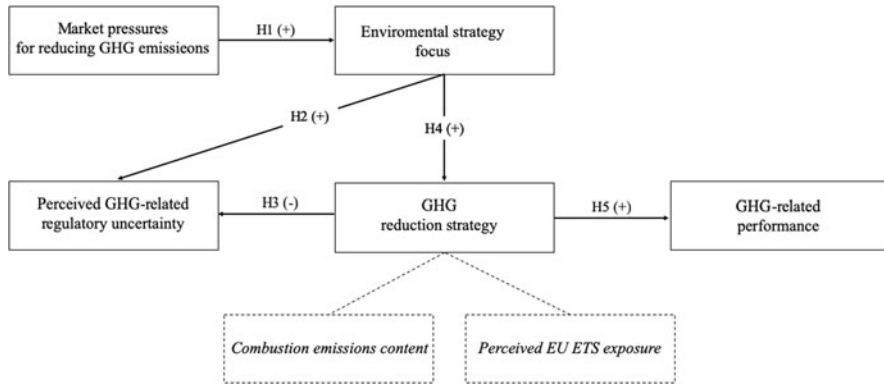 Market pressures
for reducing GHG emissieons
H1 (+)
Enviromental strategy
focus
H2 (+)
H4 (+)
Perceived GHG-related
regulatory uncertainty
H3 (-)
GHG
reduction strategy
H5 (+)
GHG-related
performance
Combustion emissions content
Perceived EU ETS exposure